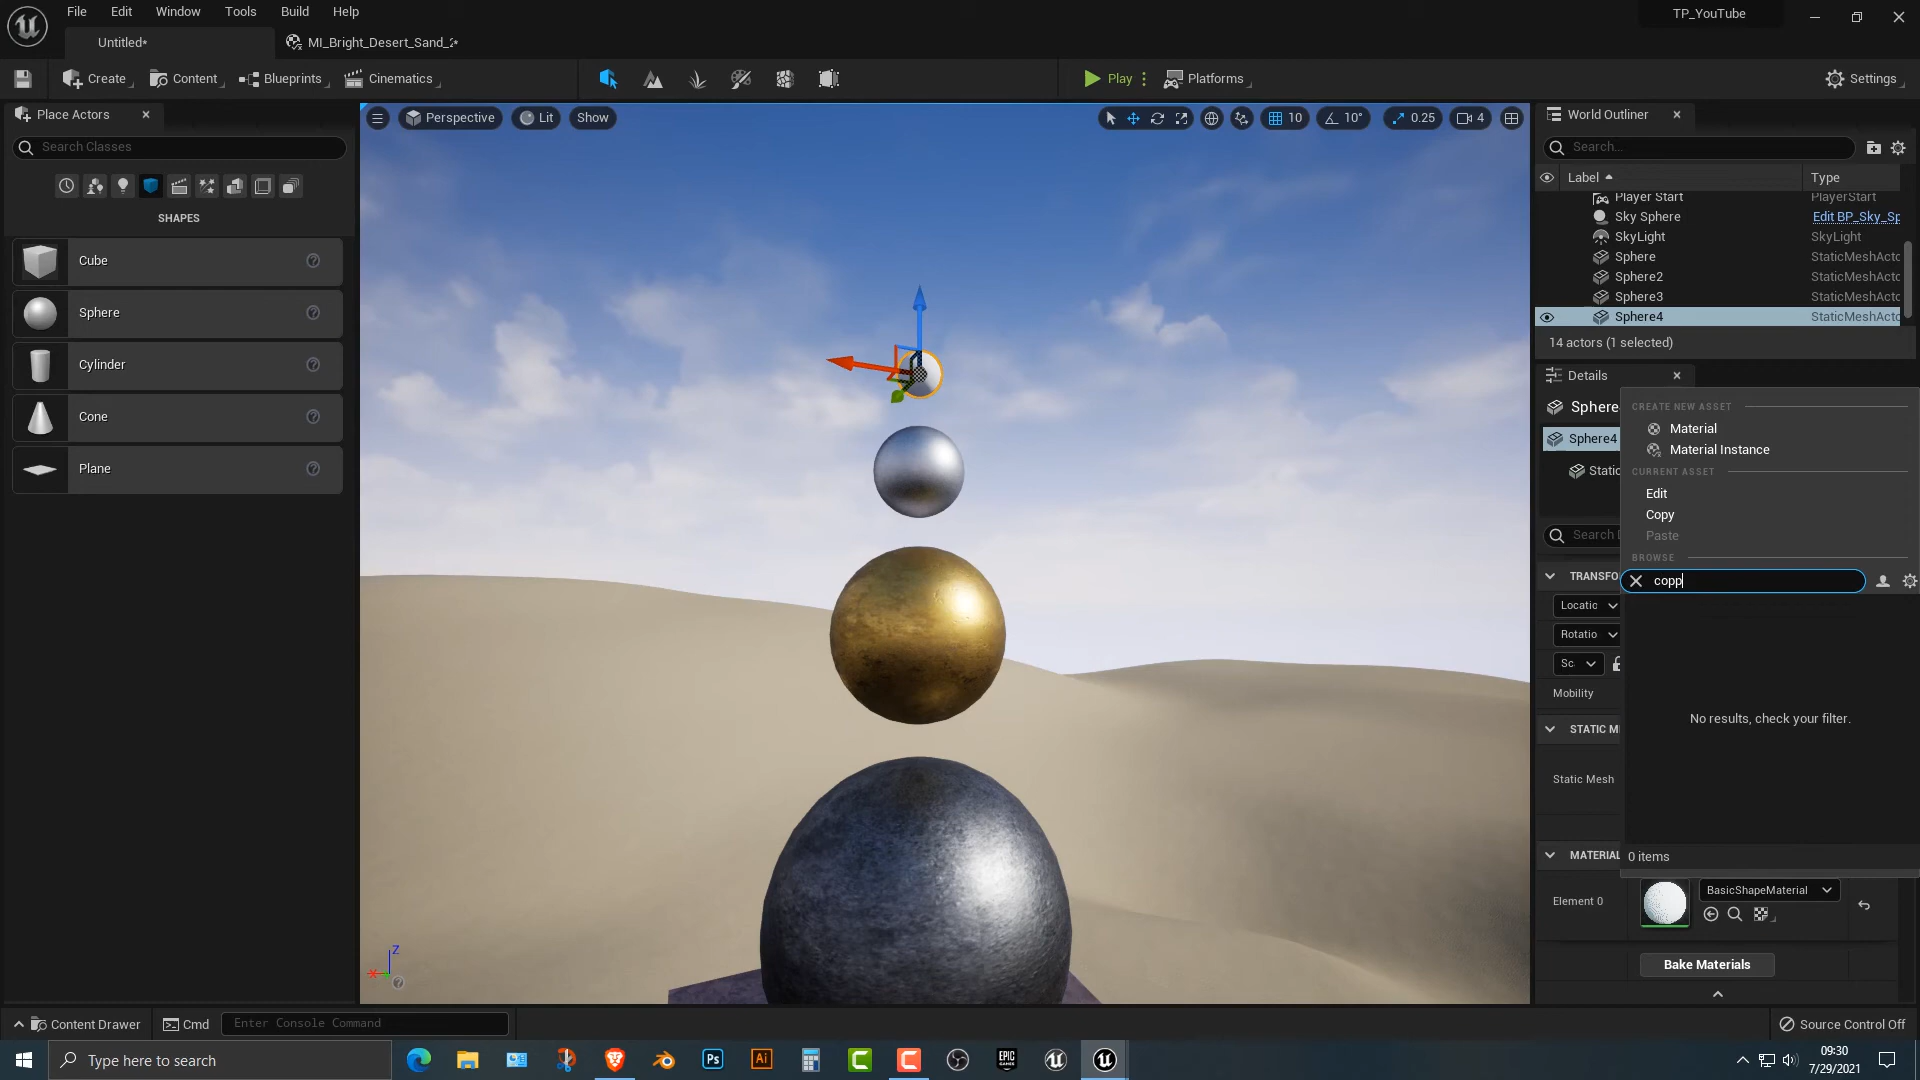 File Edit Window Tools Build Help
TP_YouTube
Untitled*
MI_Bright_Desert_Sand_2*
Create
Content
Blueprints
Cinematics
Play
Platforms
Settings
Place Actors
Search Classes
SHAPES
Cube
Sphere
Cylinder
Cone
Plane
Perspective
Lit
Show
10
10°
0.25
4
World Outliner
Search...
Label
Type
Player Start
PlayerStart
Sky Sphere
Edit BP_Sky_Sp
SkyLight
SkyLight
Sphere
StaticMeshActo
Sphere2
StaticMeshActo
Sphere3
StaticMeshActo
Sphere4
StaticMeshActo
14 actors (1 selected)
Details
Sphere
Sphere4
Static
Search
TRANSFO
Locatic
Rotatio
Sc
Mobility
STATIC M
Static Mesh
MATERIAL
Element 0
CREATE NEW ASSET
Material
Material Instance
CURRENT ASSET
Edit
Copy
Paste
BROWSE
copp
No results, check your filter.
0 items
BasicShapeMaterial
Bake Materials
Z
X
Content Drawer
Cmd
Enter Console Command
Source Control Off
Type here to search
Ps
Ai
EPIC
GAMES
09:30
7/29/2021